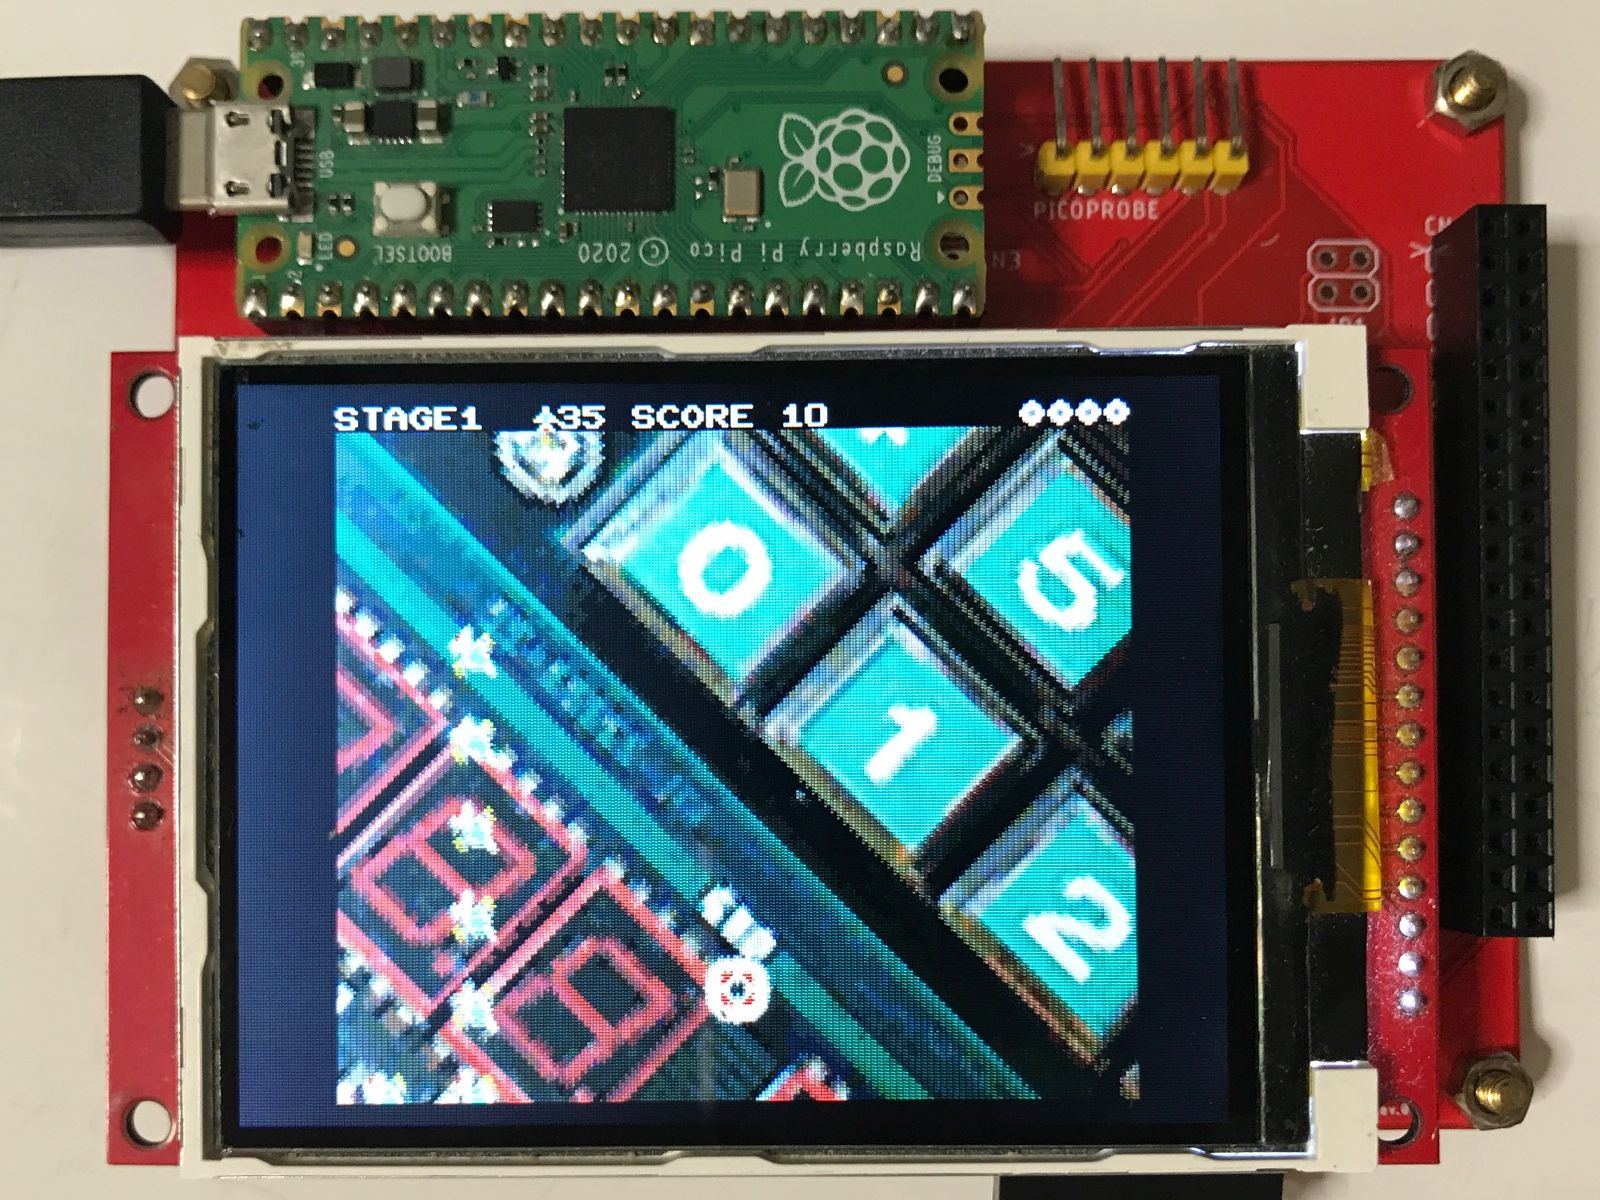 USB
DEBUG
PICOPROBE
LED
BOOTSEL
Raspberry Pi Pico © 2020
STAGE1 35 SCORE 10
0
5
1
2